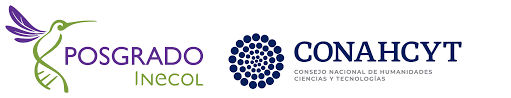 POSGRADO
INECOL
CONAHCYT
CONSEJO NACIONAL DE HUMANIDADES
CIENCIAS Y TECNOLOGÍAS